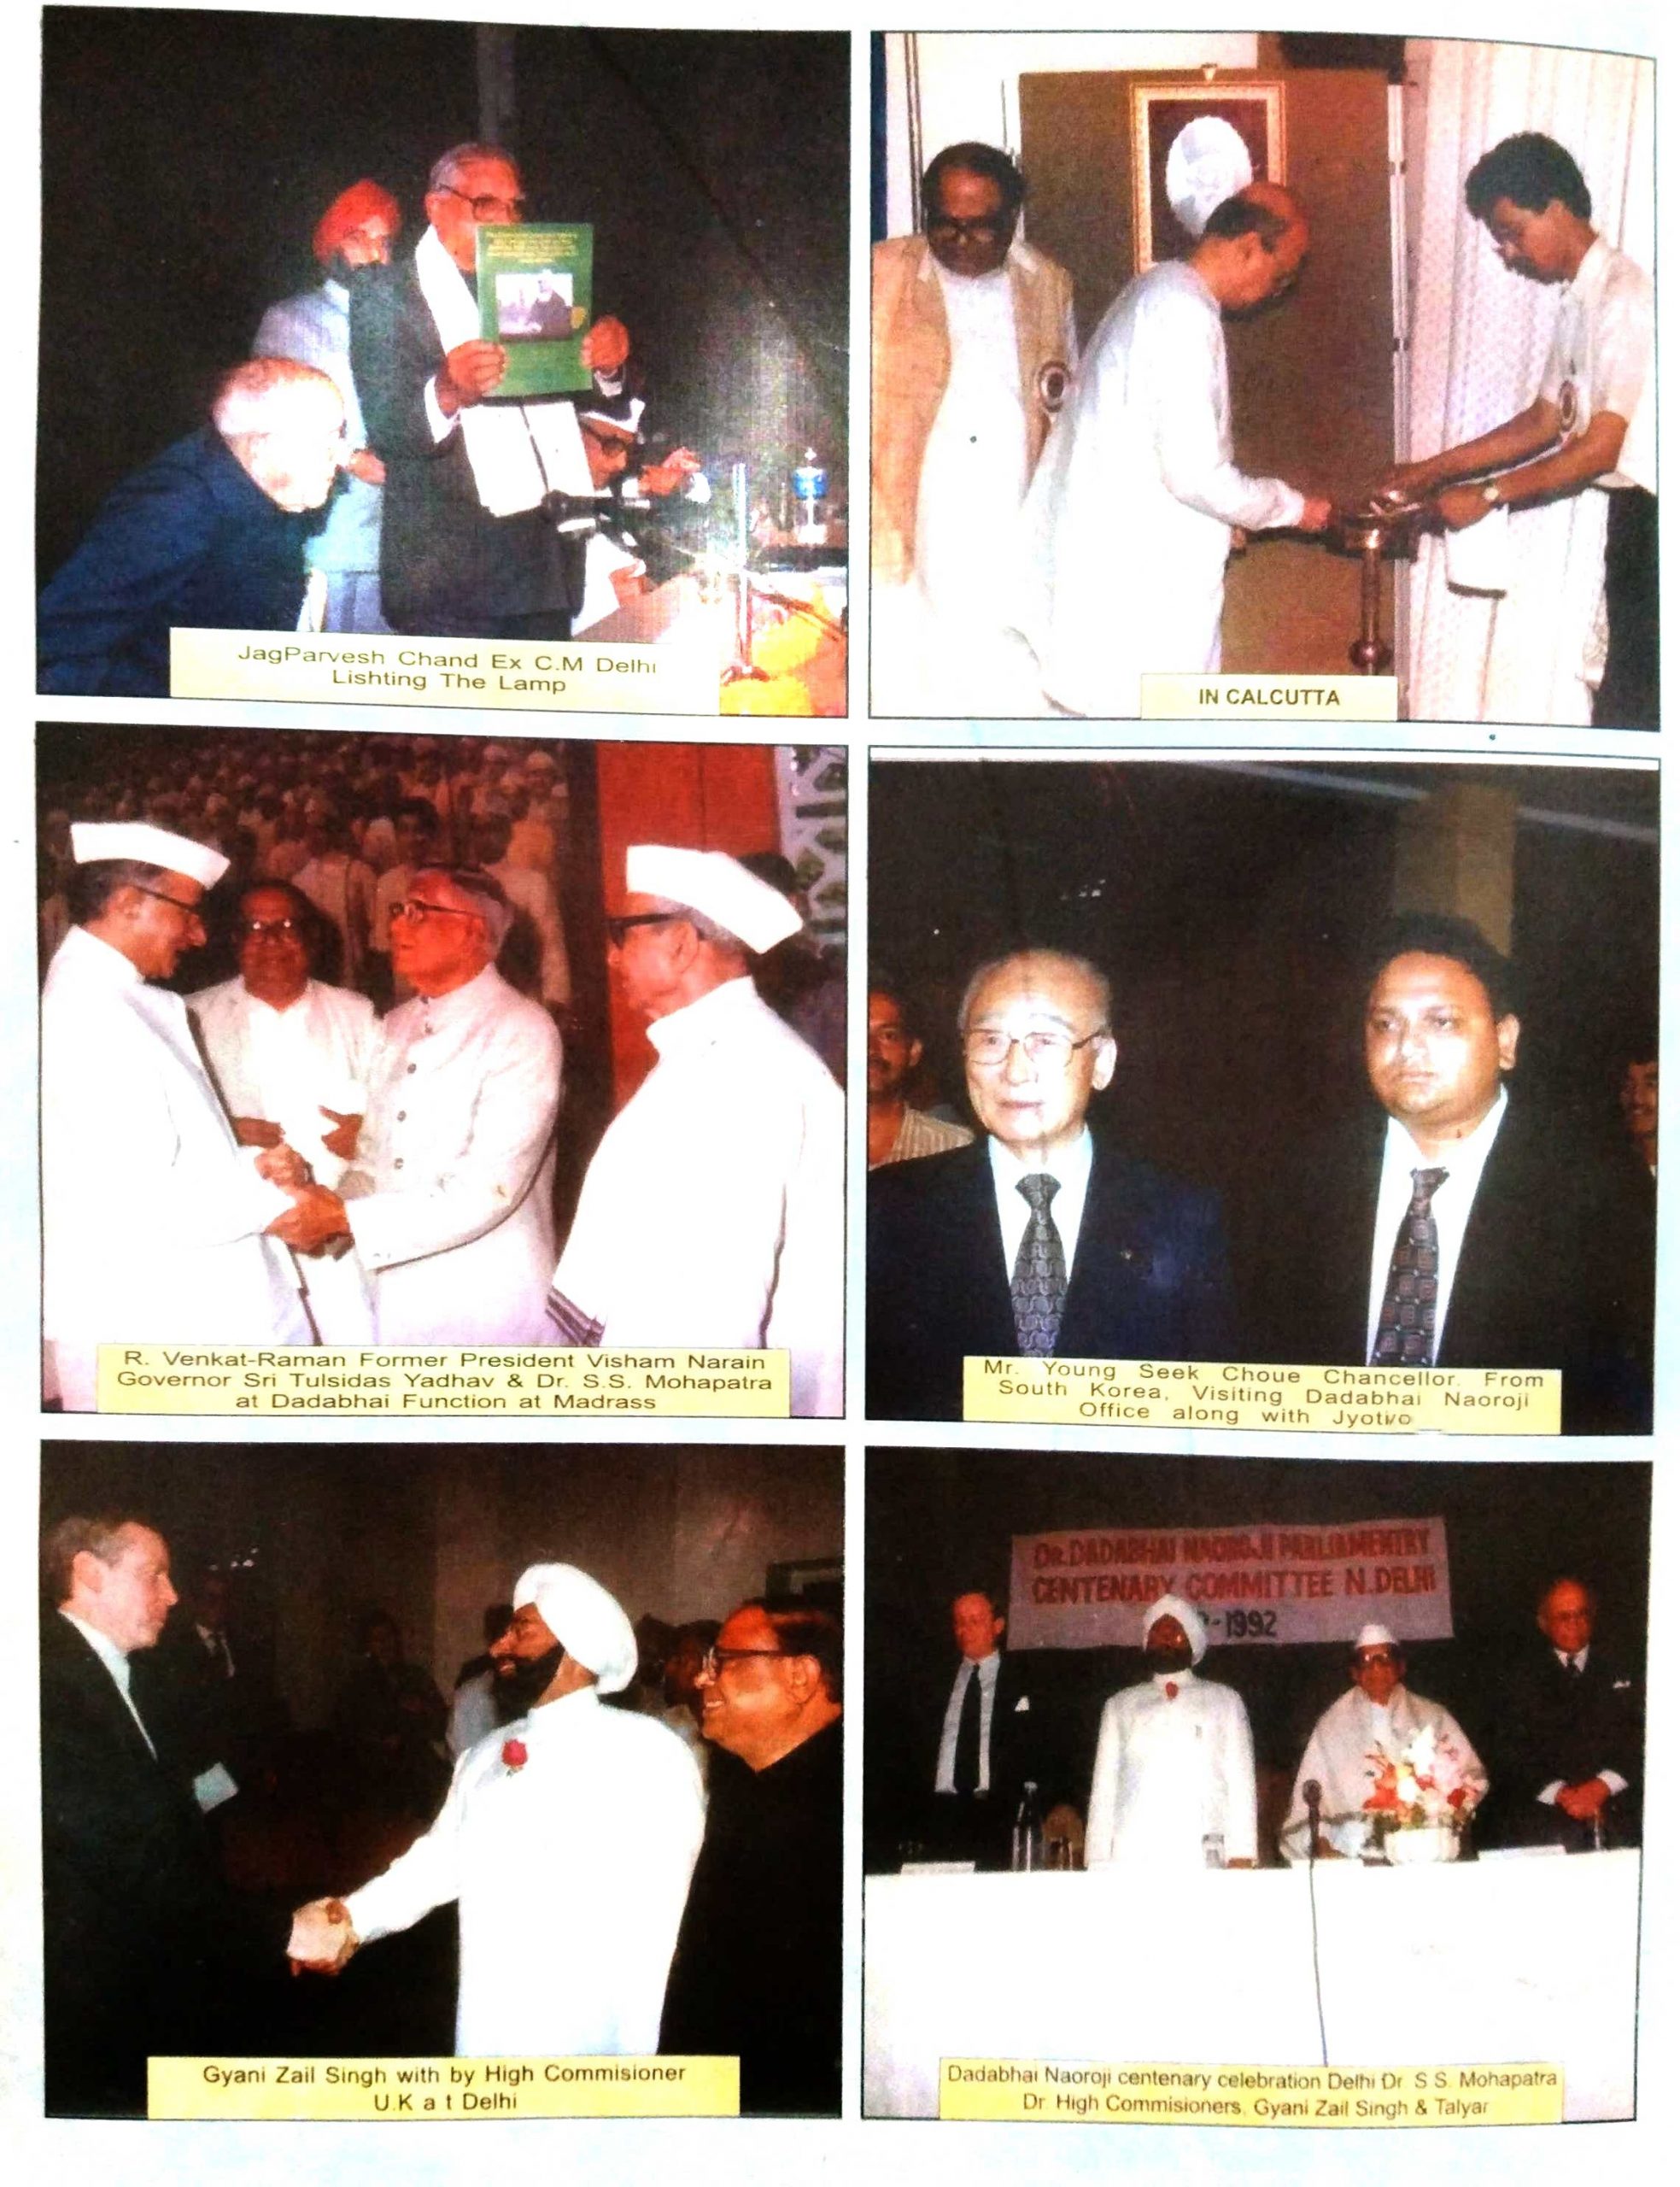 JagParvesh Chand Ex C.M Delhi
Lishting The Lamp
IN CALCUTTA
R. Venkat-Raman Former President Visham Narain
Governor Sri Tulsidas Yadhav & Dr. S.S. Mohapatra
at Dadabhai Function at Madrass
Mr. Young Seek Choue Chancellor. From
South Korea, Visiting Dadabhai Naoroji
Office along with Jyotivo
Gyani Zail Singh with by High Commisioner
U.K a t Delhi
DR. DADABHAI NAOROJI PARLIAMENTRY
CENTENARY COMMITTEE N.DELHI
-1992
Dadabhai Naoroji centenary celebration Delhi Dr. S S. Mohapatra
Dr. High Commisioners, Gyani Zail Singh & Talyar